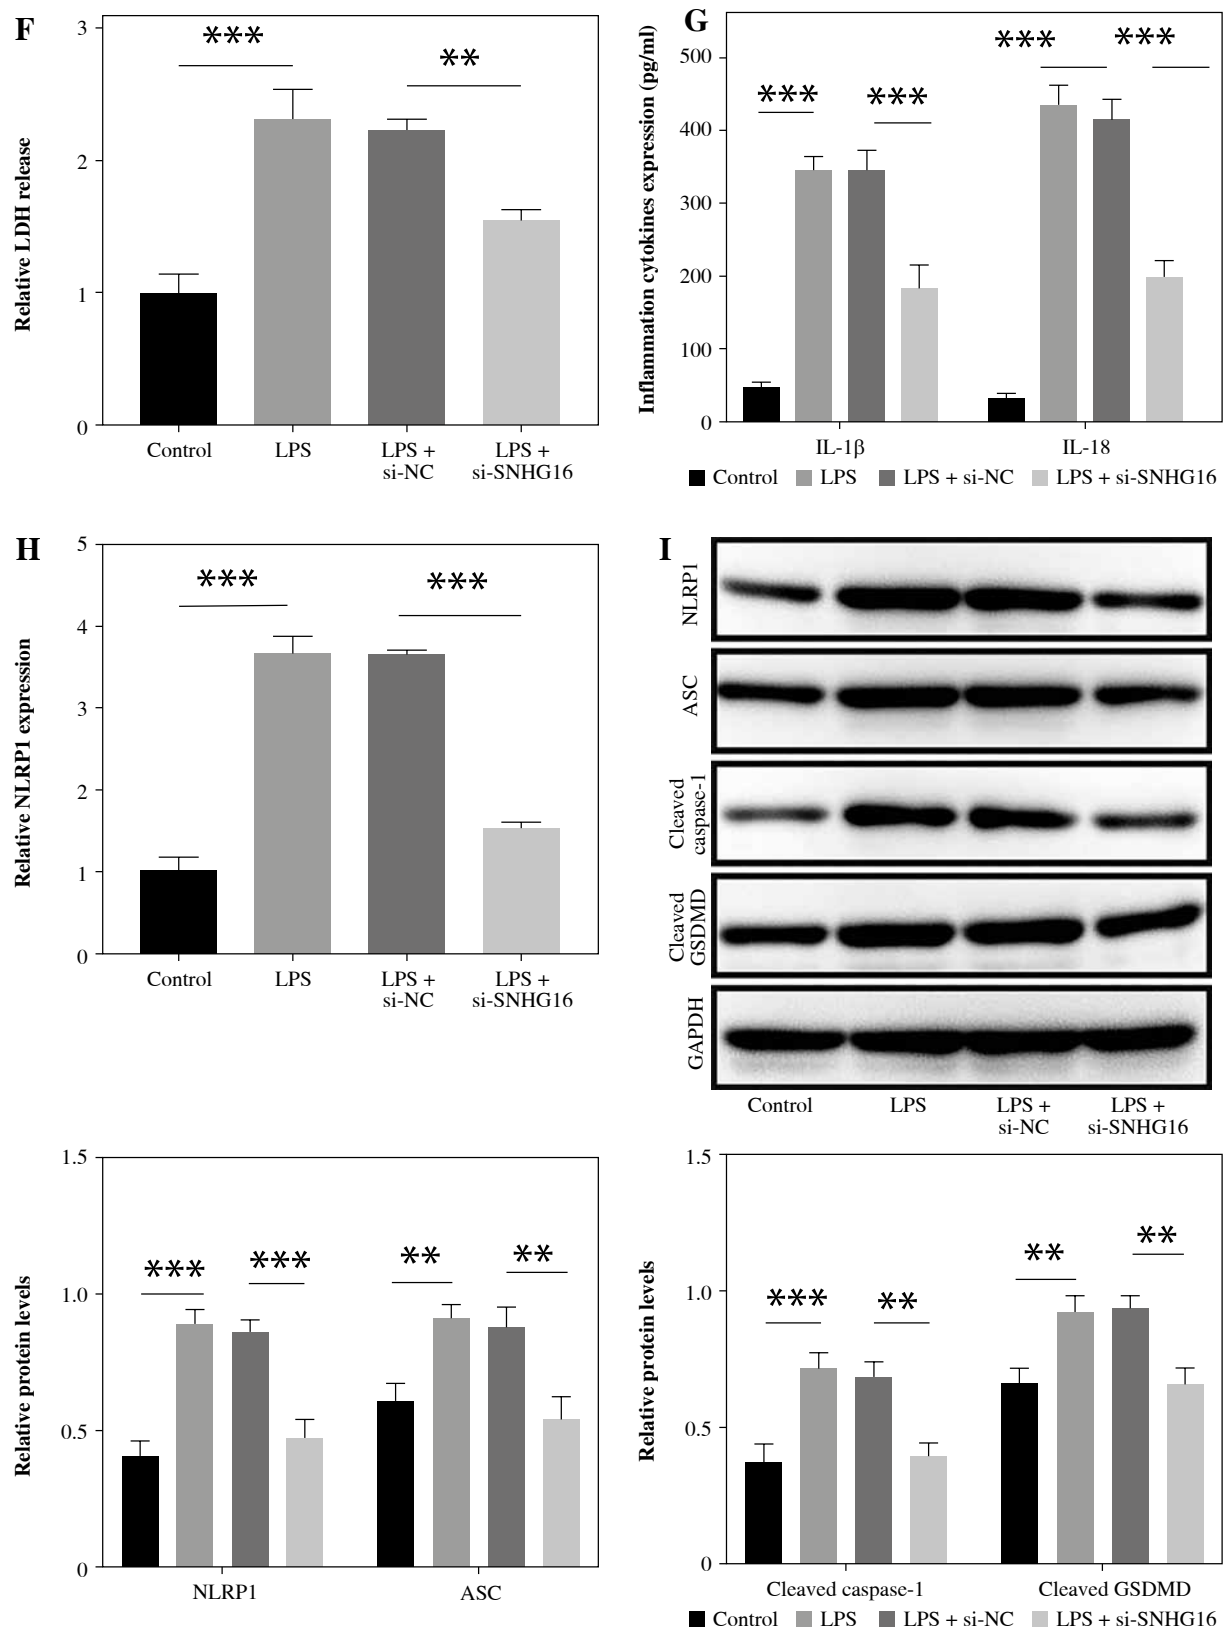 F
Relative LDH release
3
2
1
0
***
**
Control
LPS
LPS +
si-NC
LPS +
si-SNHG16
G
Inflammation cytokines expression (pg/ml)
500
400
300
200
100
0
***
***
***
***
IL-1β
IL-18
Control
LPS
LPS + si-NC
LPS + si-SNHG16
H
Relative NLRP1 expression
5
4
3
2
1
0
***
***
Control
LPS
LPS +
si-NC
LPS +
si-SNHG16
I
NLRP1
ASC
Cleaved
caspase-1
Cleaved
GSDMD
GAPDH
Control
LPS
LPS +
si-NC
LPS +
si-SNHG16
Relative protein levels
1.5
1.0
0.5
0
***
***
**
**
NLRP1
ASC
Relative protein levels
1.5
1.0
0.5
0
***
**
**
**
Cleaved caspase-1
Cleaved GSDMD
Control
LPS
LPS + si-NC
LPS + si-SNHG16